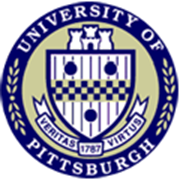 UNIVERSITY OF
PITTSBURGH
VERITAS VIRTUS
1787